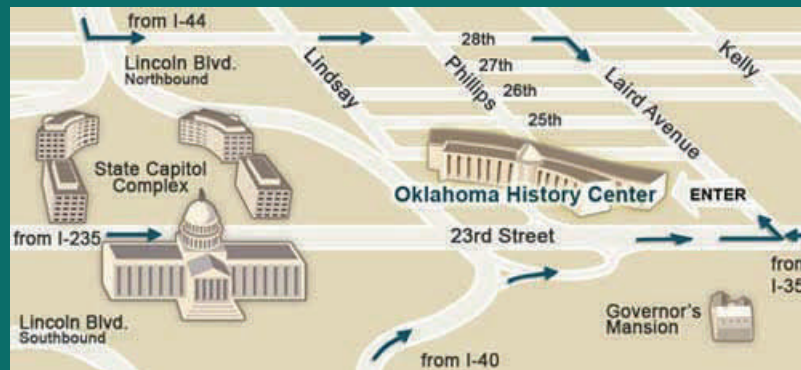 from I-44
Lincoln Blvd.
Northbound
Lindsay
Phillips
28th
27th
26th
25th
Laird Avenue
Kelly
State Capitol
Complex
Oklahoma History Center
ENTER
from I-235
23rd Street
from
I-35
Lincoln Blvd.
Southbound
from I-40
Governor's
Mansion